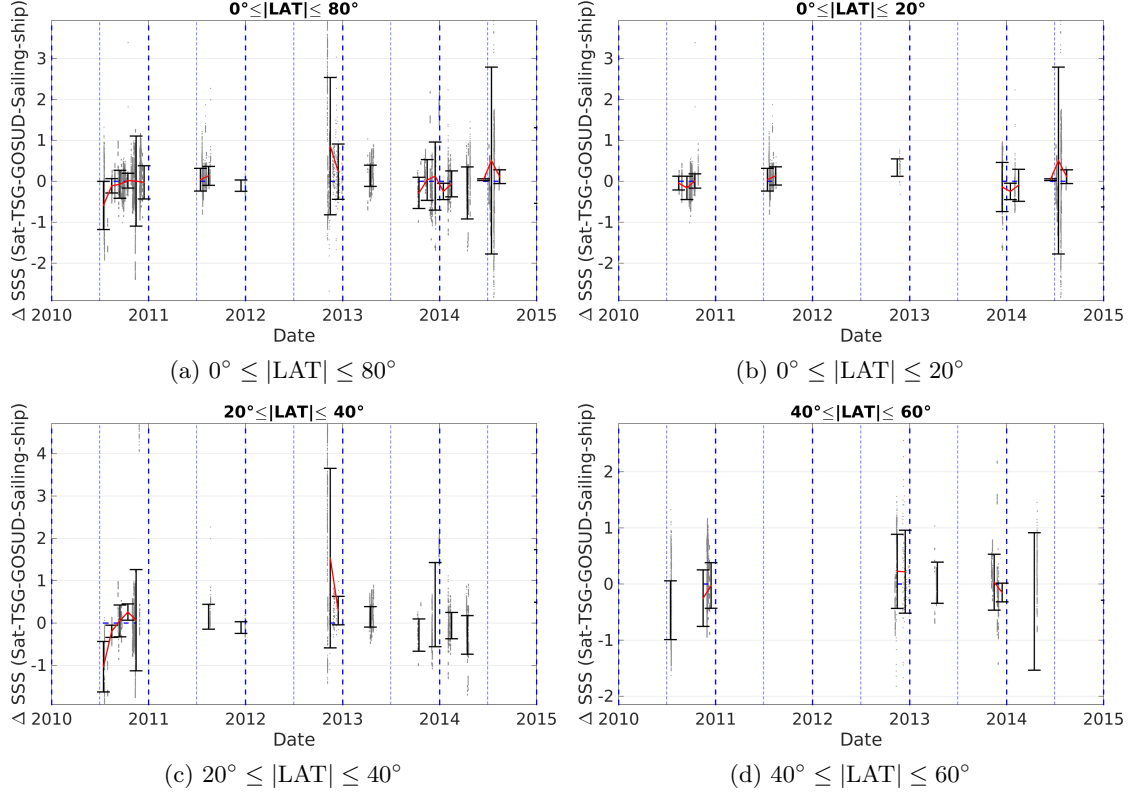 0°≤|LAT|≤ 80°
Δ SSS (Sat-TSG-GOSUD-Sailing-ship)
3
2
1
0
-1
-2
2010 2011 2012 2013 2014 2015
Date
(a) 0° ≤ |LAT| ≤ 80°
0°≤|LAT|≤ 20°
Δ SSS (Sat-TSG-GOSUD-Sailing-ship)
3
2
1
0
-1
-2
2010 2011 2012 2013 2014 2015
Date
(b) 0° ≤ |LAT| ≤ 20°
20°≤|LAT|≤ 40°
Δ SSS (Sat-TSG-GOSUD-Sailing-ship)
4
3
2
1
0
-1
2010 2011 2012 2013 2014 2015
Date
(c) 20° ≤ |LAT| ≤ 40°
40°≤|LAT|≤ 60°
Δ SSS (Sat-TSG-GOSUD-Sailing-ship)
2
1
0
-1
-2
2010 2011 2012 2013 2014 2015
Date
(d) 40° ≤ |LAT| ≤ 60°